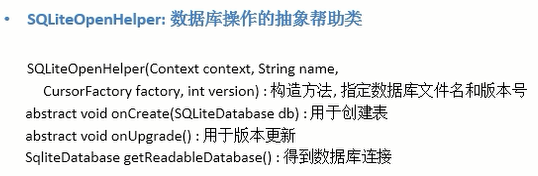 • SQLiteOpenHelper: 数据库操作的抽象帮助类
SQLiteOpenHelper(Context context, String name,
CursorFactory factory, int version) : 构造方法, 指定数据库文件名和版本号
abstract void onCreate(SQLiteDatabase db) : 用于创建表
abstract void onUpgrade() : 用于版本更新
SqliteDatabase getReadableDatabase() : 得到数据库连接